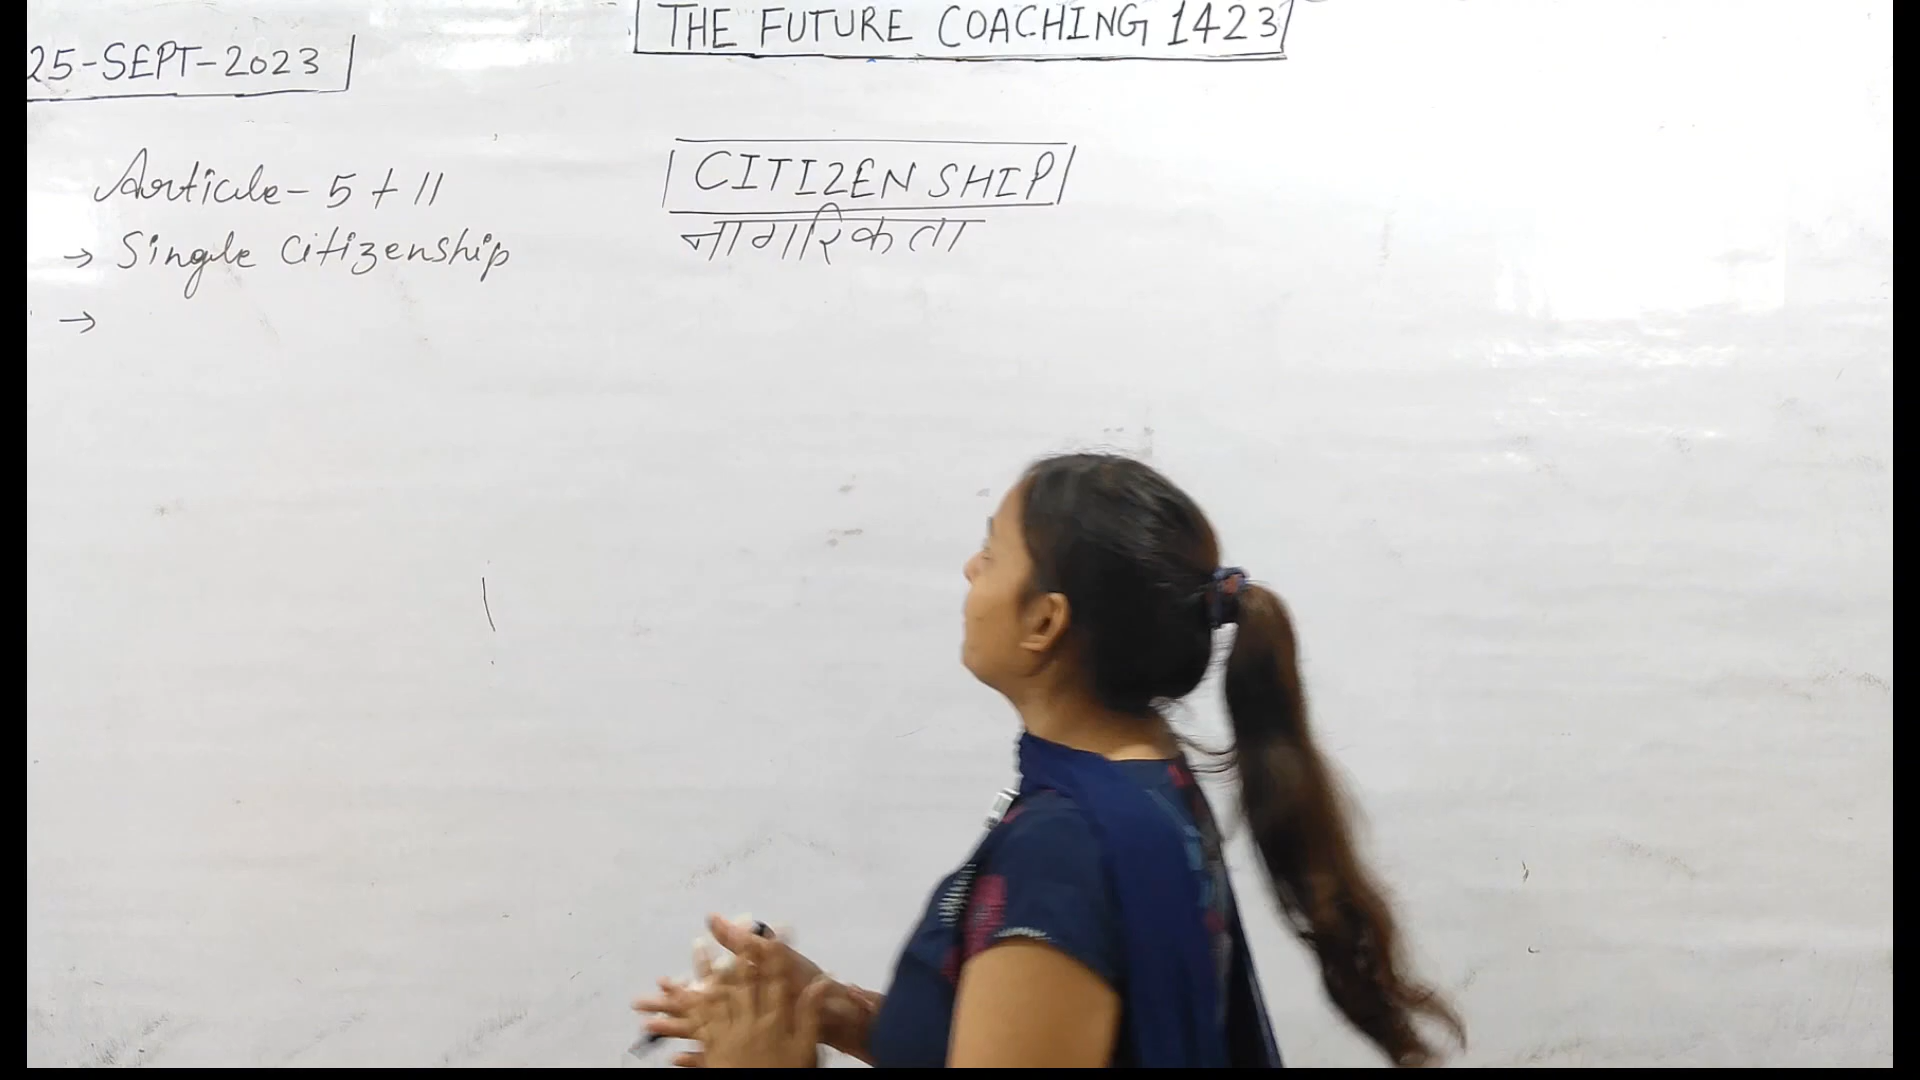 THE FUTURE COACHING 1423
25-SEPT-2023
CITIZENSHIP
नागरिकता
Article - 5 + 11
→ Single Citizenship
→